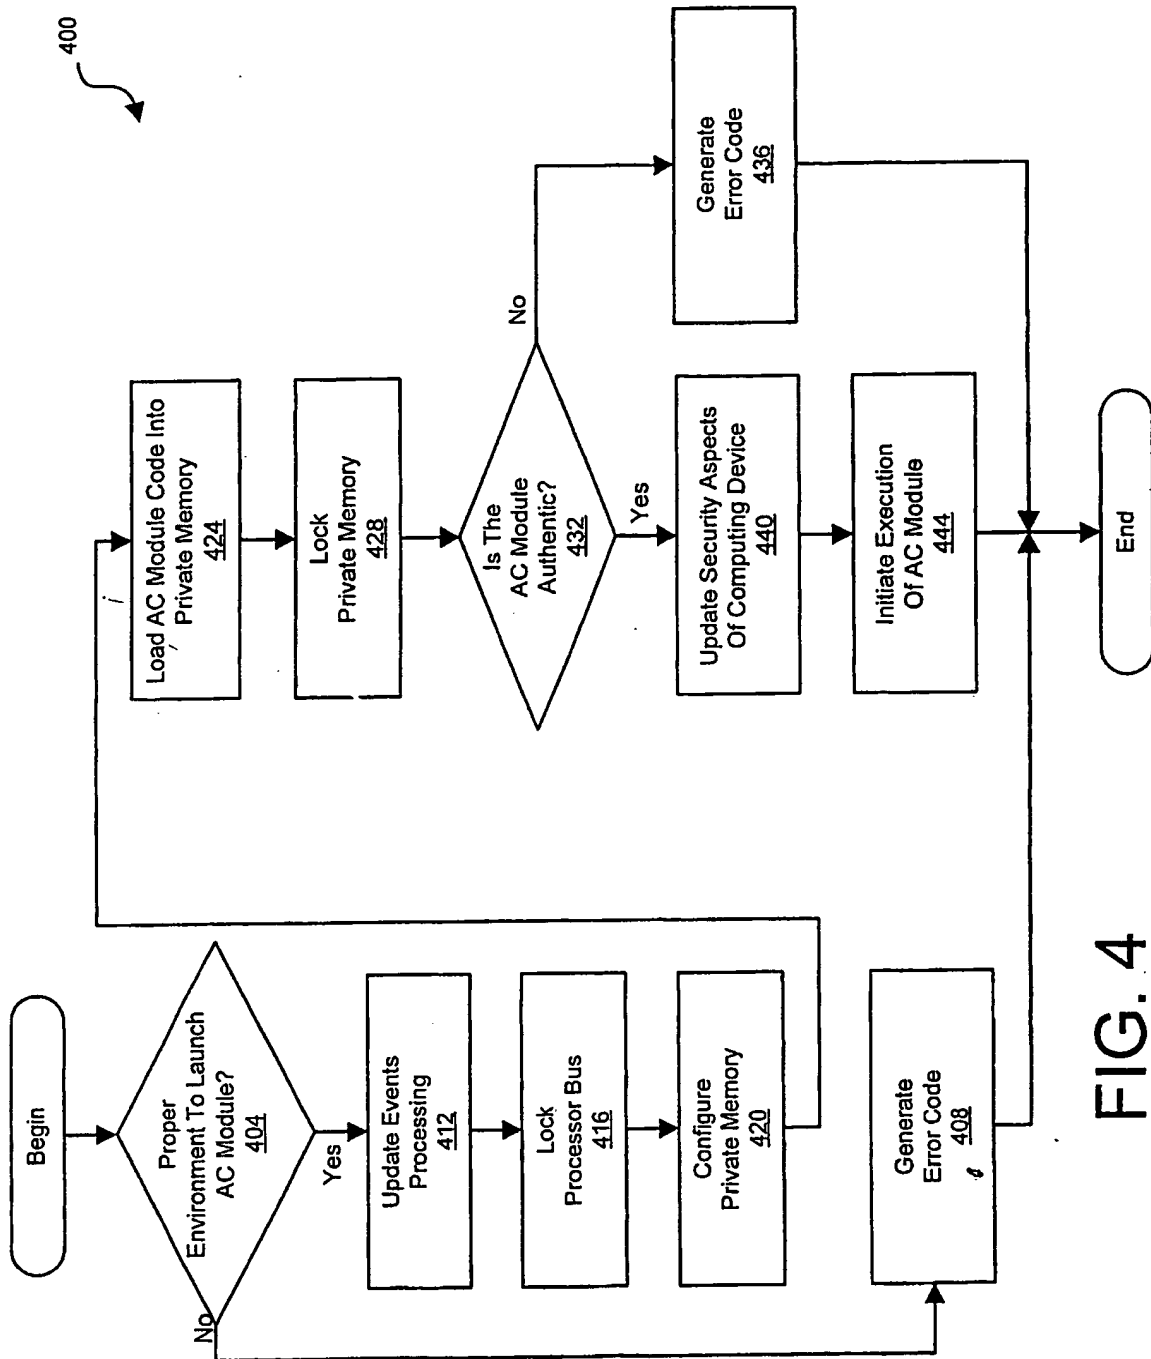 400
Begin
Proper
Environment To Launch
AC Module?
404
No
Yes
Update Events
Processing
412
Lock
Processor Bus
416
Configure
Private Memory
420
Generate
Error Code
408
Load AC Module Code Into
Private Memory
424
Lock
Private Memory
428
Is The
AC Module
Authentic?
432
No
Yes
Generate
Error Code
436
Update Security Aspects
Of Computing Device
440
Initiate Execution
Of AC Module
444
End
FIG. 4